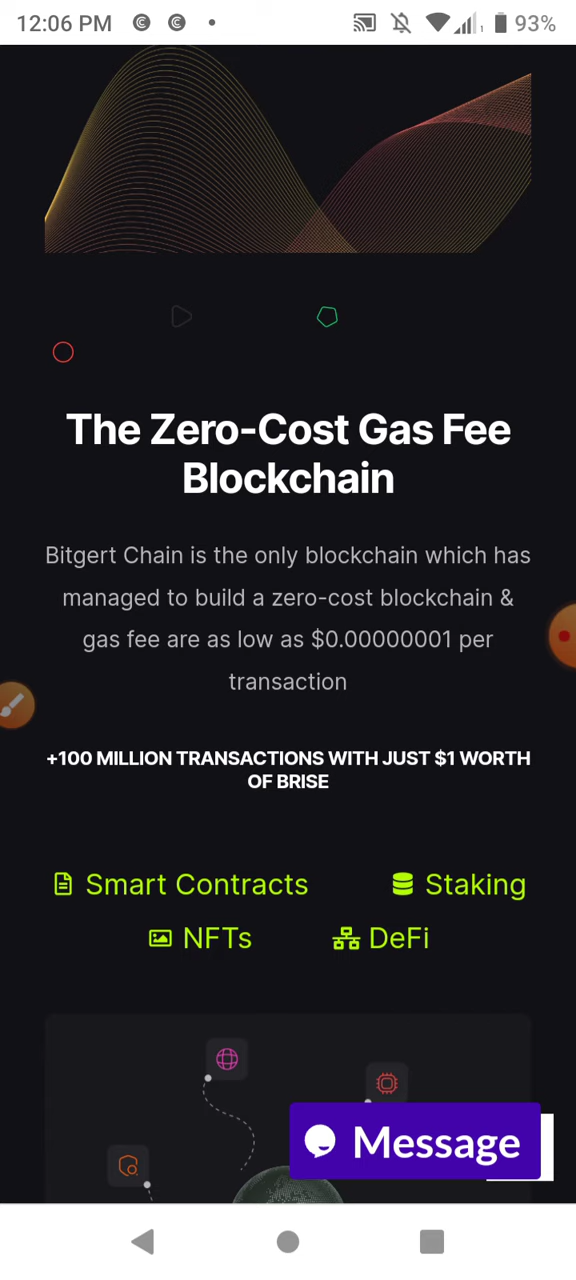 12:06 PM
93%
The Zero-Cost Gas Fee
Blockchain
Bitgert Chain is the only blockchain which has
managed to build a zero-cost blockchain &
gas fee are as low as $0.00000001 per
transaction
+100 MILLION TRANSACTIONS WITH JUST $1 WORTH
OF BRISE
Smart Contracts Staking
NFTs DeFi
Message